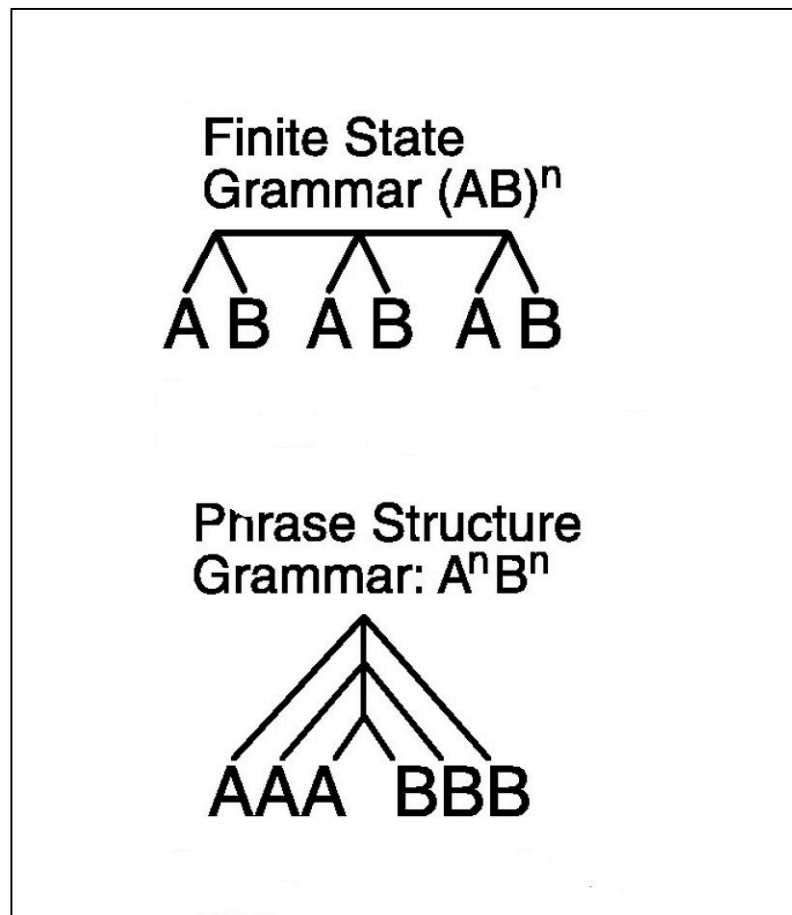 Finite State
Grammar (AB)ⁿ
A B A B A B
Phrase Structure
Grammar: AⁿBⁿ
AAA BBB